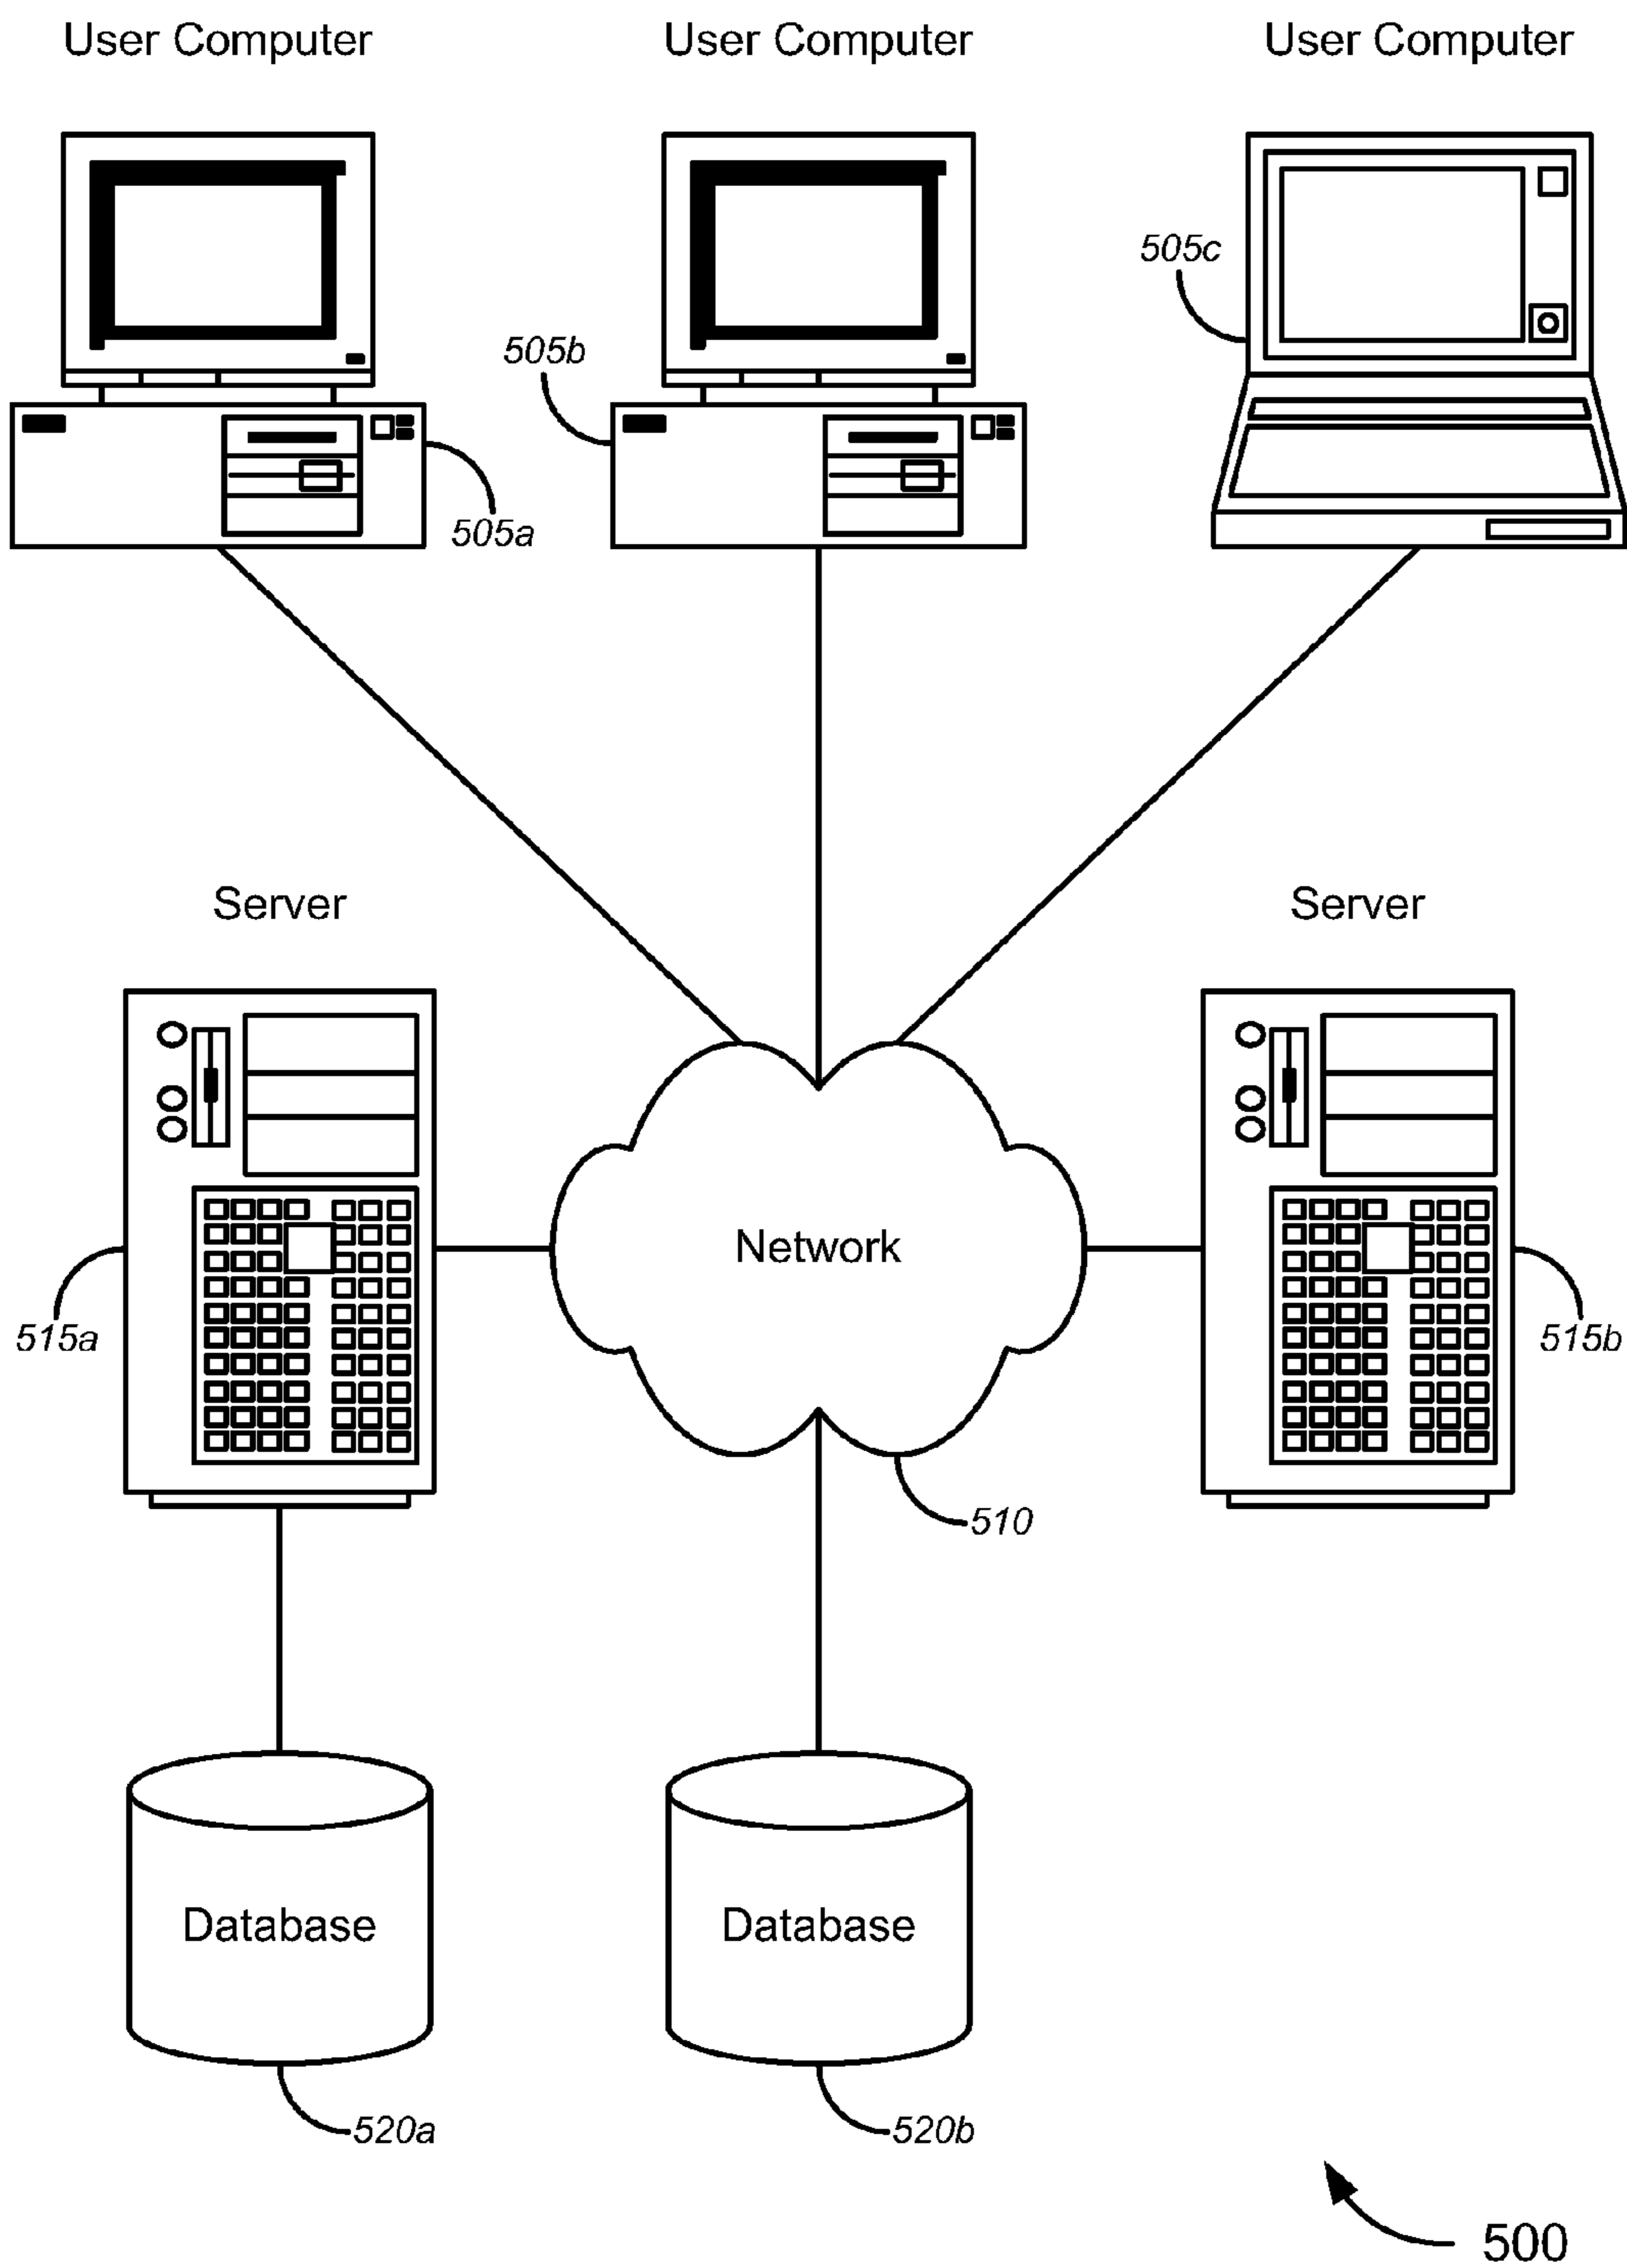 User Computer
User Computer
User Computer
505c
505b
505a
Server
Server
Network
515a
515b
510
Database
Database
520a
520b
500